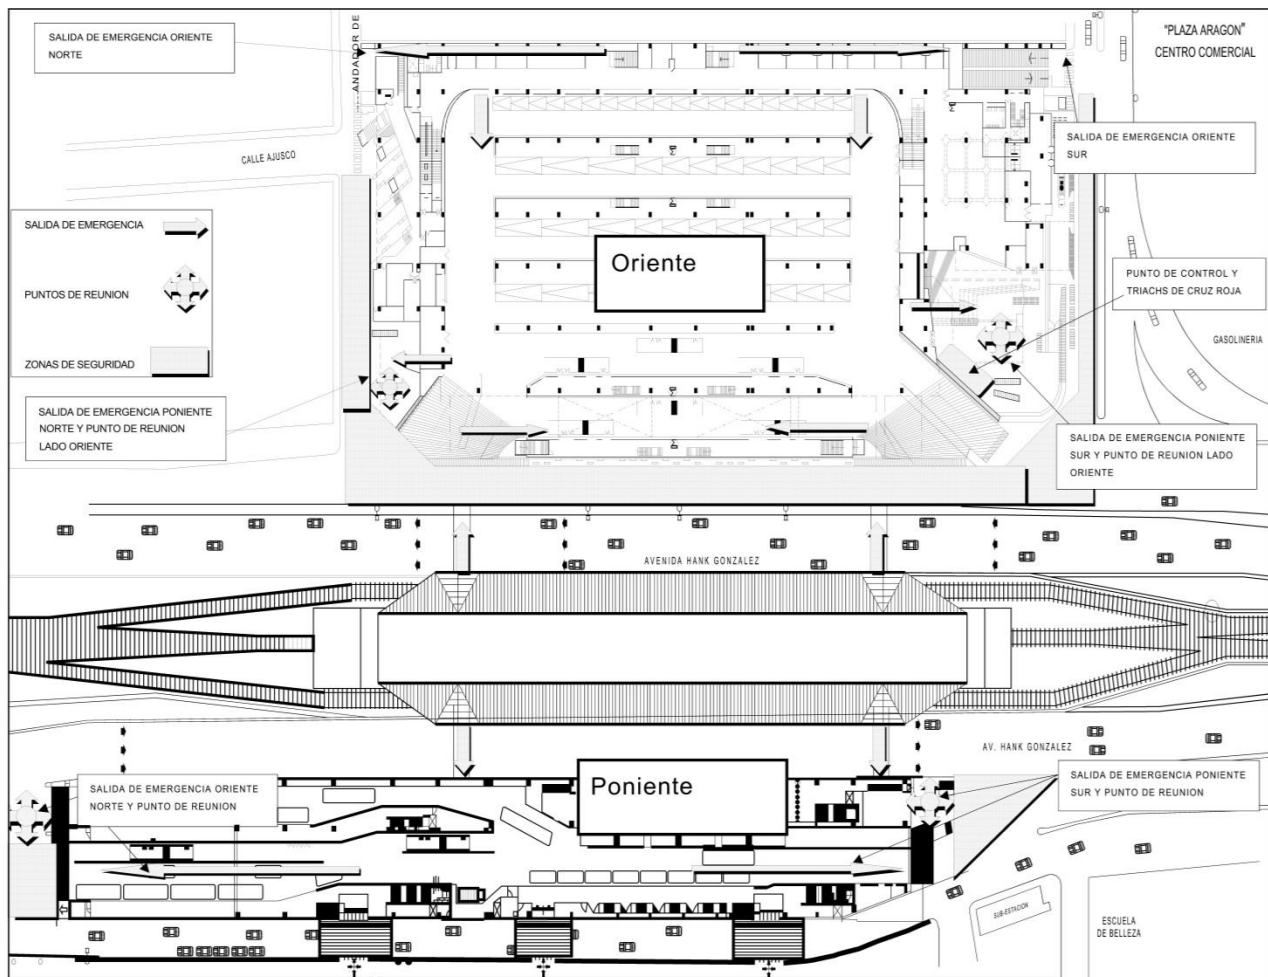 SALIDA DE EMERGENCIA ORIENTE
NORTE
ANDADOR DE
"PLAZA ARAGON"
CENTRO COMERCIAL
CALLE AJUSCO
SALIDA DE EMERGENCIA ORIENTE
SUR
SALIDA DE EMERGENCIA
PUNTOS DE REUNION
ZONAS DE SEGURIDAD
Oriente
PUNTO DE CONTROL Y
TRIACHS DE CRUZ ROJA
GASOLINERIA
SALIDA DE EMERGENCIA PONIENTE
NORTE Y PUNTO DE REUNION
LADO ORIENTE
SALIDA DE EMERGENCIA PONIENTE
SUR Y PUNTO DE REUNION LADO
ORIENTE
AVENIDA HANK GONZALEZ
AV. HANK GONZALEZ
SALIDA DE EMERGENCIA ORIENTE
NORTE Y PUNTO DE REUNION
Poniente
SALIDA DE EMERGENCIA PONIENTE
SUR Y PUNTO DE REUNION
SUB-ESTACION
ESCUELA
DE BELLEZA